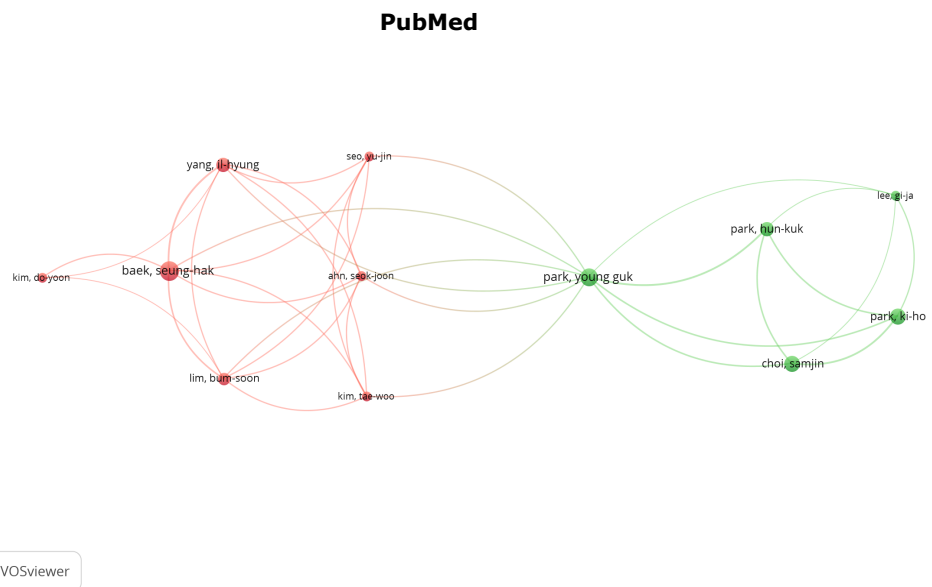 PubMed
seo, yu-jin
yang, il-hyung
lee, gi-ja
park, hun-kuk
baek, seung-hak
kim, do-yoon
ahn, seok-joon
park, young guk
park, ki-ho
choi, samjin
lim, bum-soon
kim, tae-woo
VOSviewer